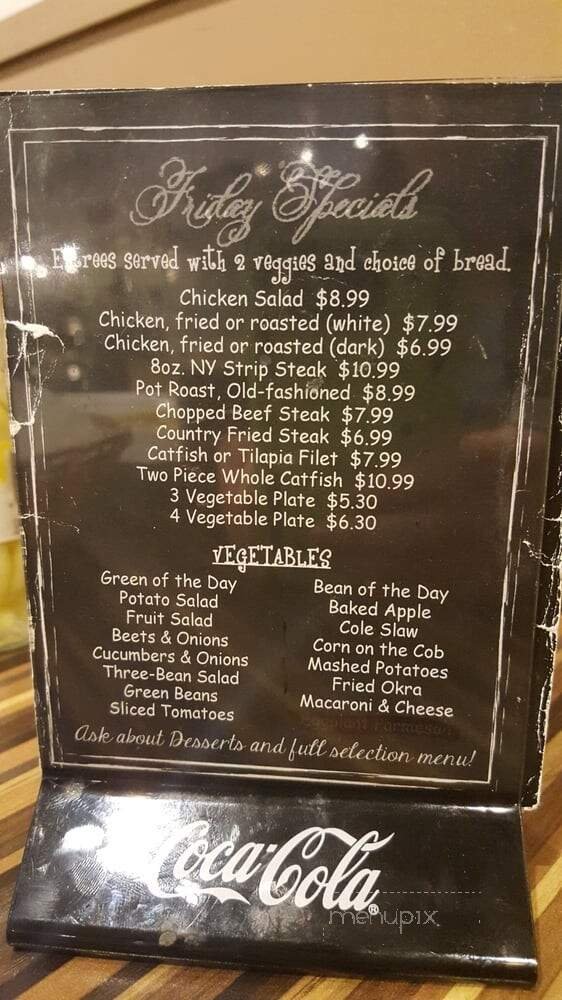 Friday Specials
Entrees served with 2 veggies and choice of bread.
Chicken Salad $8.99
Chicken, fried or roasted (white) $7.99
Chicken, fried or roasted (dark) $6.99
8oz. NY Strip Steak $10.99
Pot Roast, Old-fashioned $8.99
Chopped Beef Steak $7.99
Country Fried Steak $6.99
Catfish or Tilapia Filet $7.99
Two Piece Whole Catfish $10.99
3 Vegetable Plate $5.30
4 Vegetable Plate $6.30
VEGETABLES
Green of the Day
Potato Salad
Fruit Salad
Beets & Onions
Cucumbers & Onions
Three-Bean Salad
Green Beans
Sliced Tomatoes
Bean of the Day
Baked Apple
Cole Slaw
Corn on the Cob
Mashed Potatoes
Fried Okra
Macaroni & Cheese
Eggplant Parmesan
Ask about Desserts and full selection menu!
Coca-Cola®
menupix